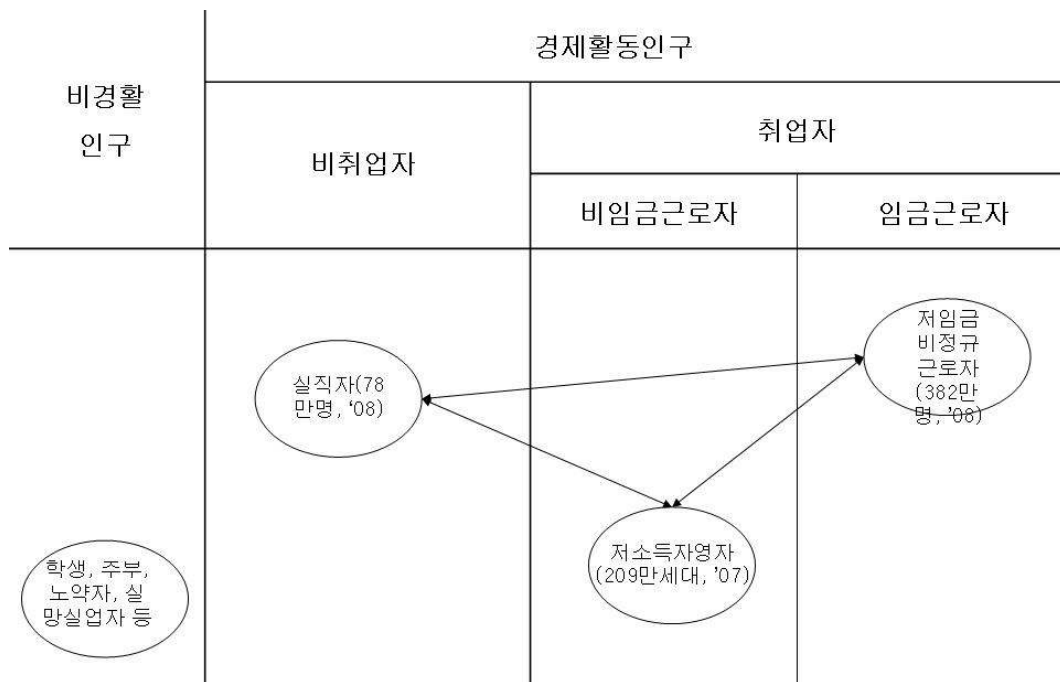 경제활동인구
비경활
인구
비취업자
취업자
비임금근로자
임금근로자
저임금
비정규
근로자
(382만
명, '08)
실직자(78
만명, ‘08)
저소득자영자
(209만세대, ’07)
학생, 주부,
노약자, 실
망실업자 등